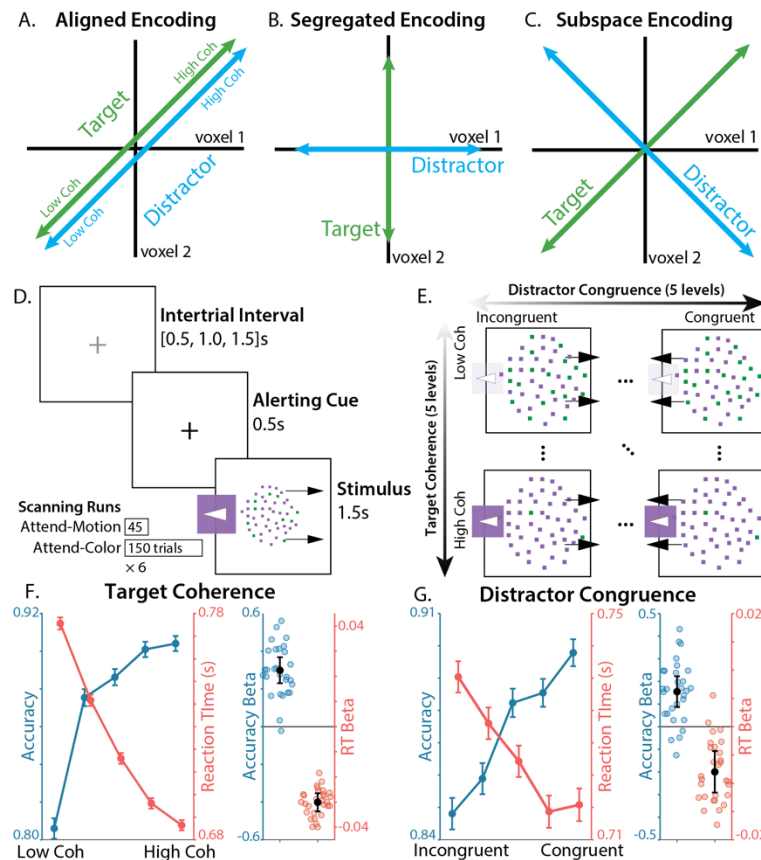 A. Aligned Encoding
High Coh
High Coh
Target
voxel 1
Low Coh
Low Coh
Distractor
voxel 2
B. Segregated Encoding
voxel 1
Distractor
Target
voxel 2
C. Subspace Encoding
voxel 1
Target
Distractor
voxel 2
D.
Intertrial Interval
[0.5, 1.0, 1.5]s
Alerting Cue
0.5s
Stimulus
1.5s
Scanning Runs
Attend-Motion 45
Attend-Color 150 trials
× 6
E.
Distractor Congruence (5 levels)
Incongruent Congruent
Target Coherence (5 levels)
Low Coh
High Coh
... 
...
F. Target Coherence
0.92 0.78 0.6
0.04
Accuracy
Reaction TIme (s)
Accuracy Beta
RT Beta
0.80 0.68 -0.6
-0.04
Low Coh High Coh
G. Distractor Congruence
0.91 0.75 0.5 0.02
Accuracy
Reaction TIme (s)
Accuracy Beta
RT Beta
0.84 0.71 -0.5
Incongruent Congruent